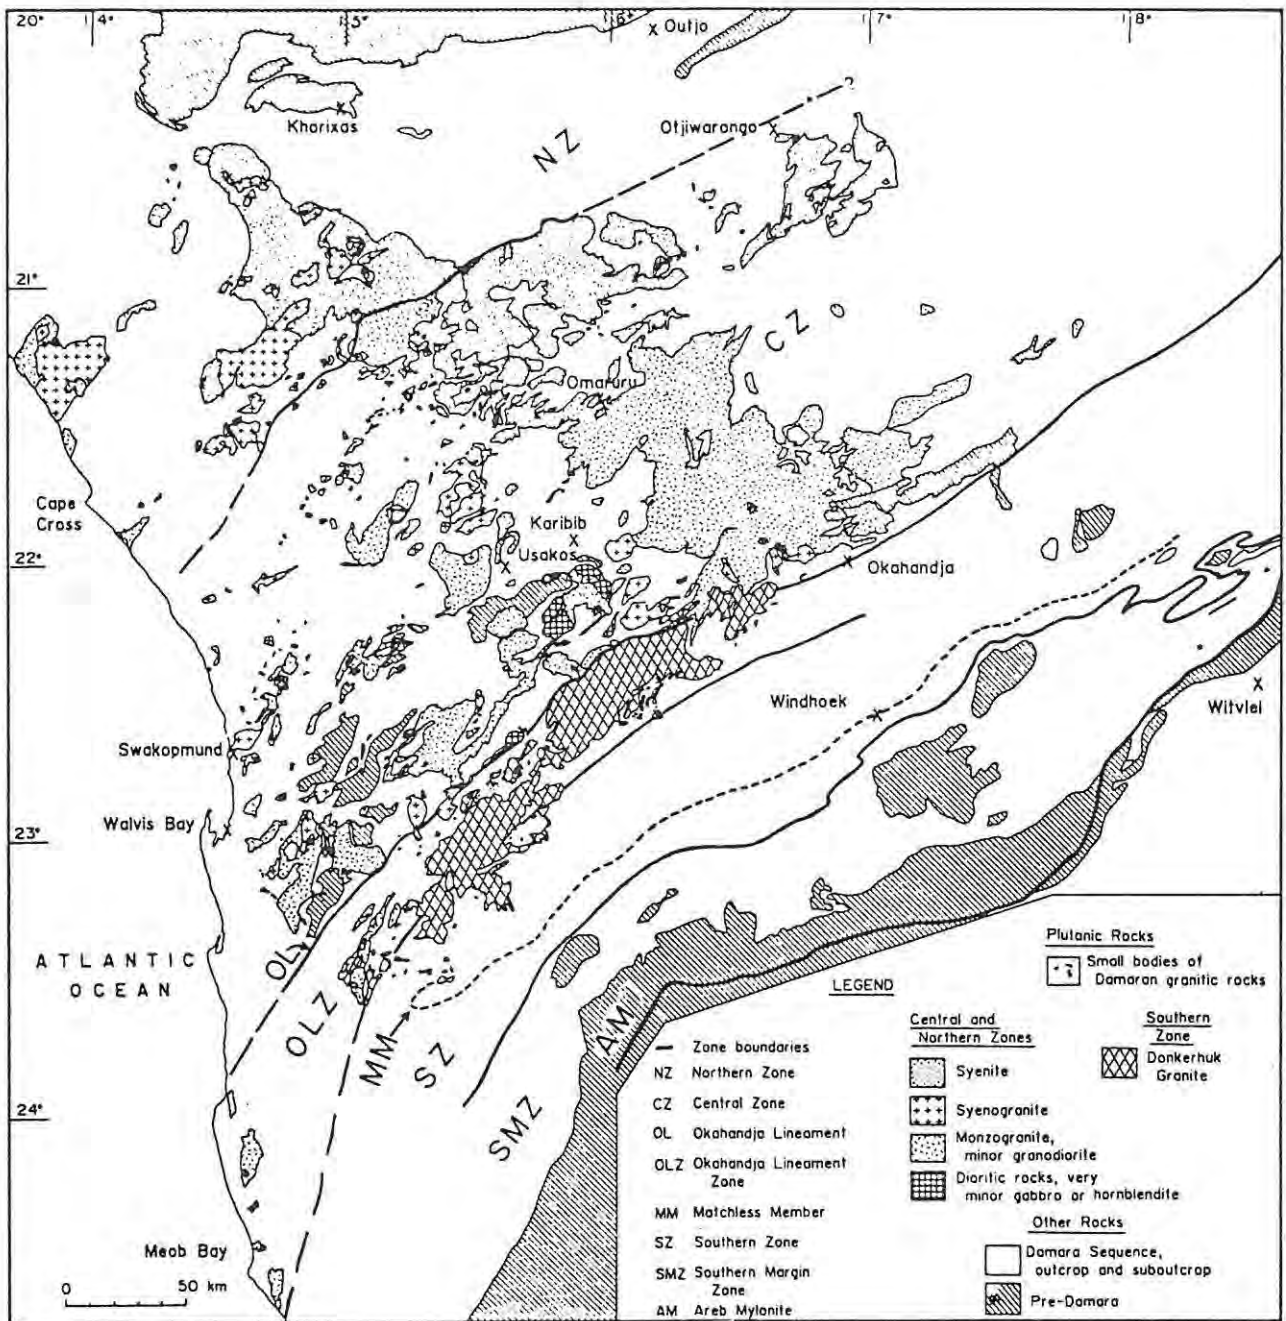 20°
14°
15°
16°
17°
18°
Outjo
Khorixas
Otjiwarongo
?
NZ
21°
CZ
Omaruru
Cape
Cross
Karibib
Usakos
22°
Okahandja
Windhoek
Witvlei
Swakopmund
Walvis Bay
23°
ATLANTIC
OCEAN
OL
OLZ
MM
SZ
SMZ
AM
24°
Meob Bay
0 50 km
LEGEND
Zone boundaries
NZ Northern Zone
CZ Central Zone
OL Okahandja Lineament
OLZ Okahandja Lineament
Zone
MM Matchless Member
SZ Southern Zone
SMZ Southern Margin
Zone
AM Areb Mylonite
Plutonic Rocks
Small bodies of
Damaran granitic rocks
Central and
Northern Zones
Syenite
Syenogranite
Monzogranite,
minor granodiorite
Dioritic rocks, very
minor gabbro or hornblendite
Southern
Zone
Donkerhuk
Granite
Other Rocks
Damara Sequence,
outcrop and suboutcrop
Pre-Damara